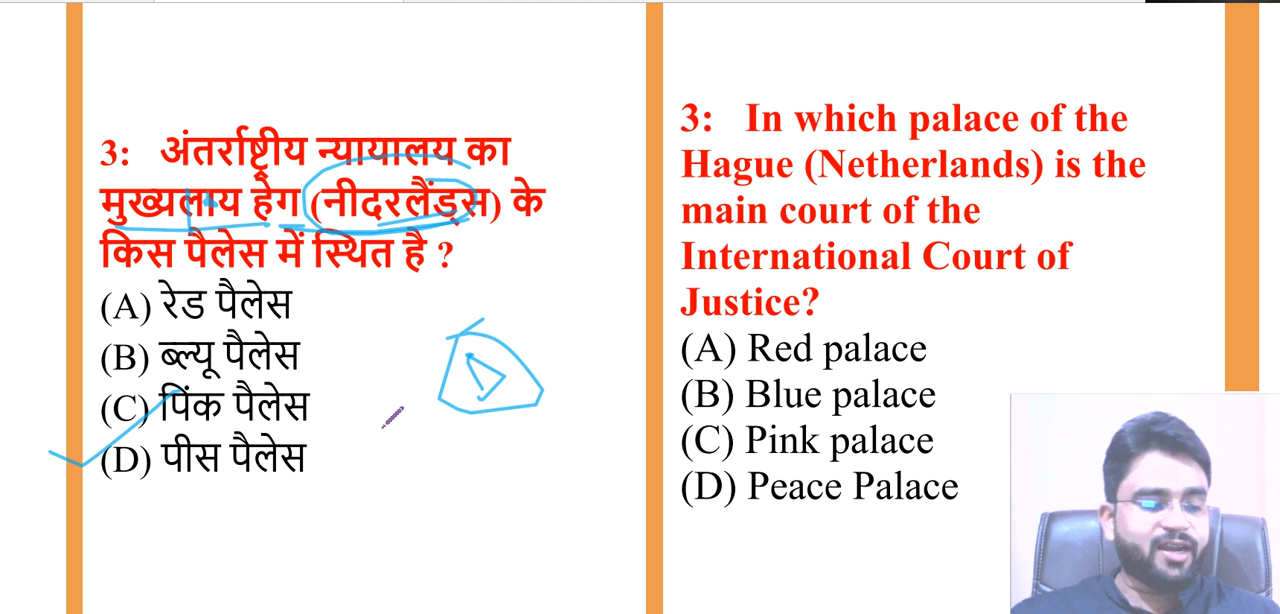 3: अंतर्राष्ट्रीय न्यायालय का
मुख्यलाय हेग (नीदरलैंड्स) के
किस पैलेस में स्थित है ?
(A) रेड पैलेस
(B) ब्ल्यू पैलेस
(C) पिंक पैलेस
(D) पीस पैलेस
3: In which palace of the
Hague (Netherlands) is the
main court of the
International Court of
Justice?
(A) Red palace
(B) Blue palace
(C) Pink palace
(D) Peace Palace